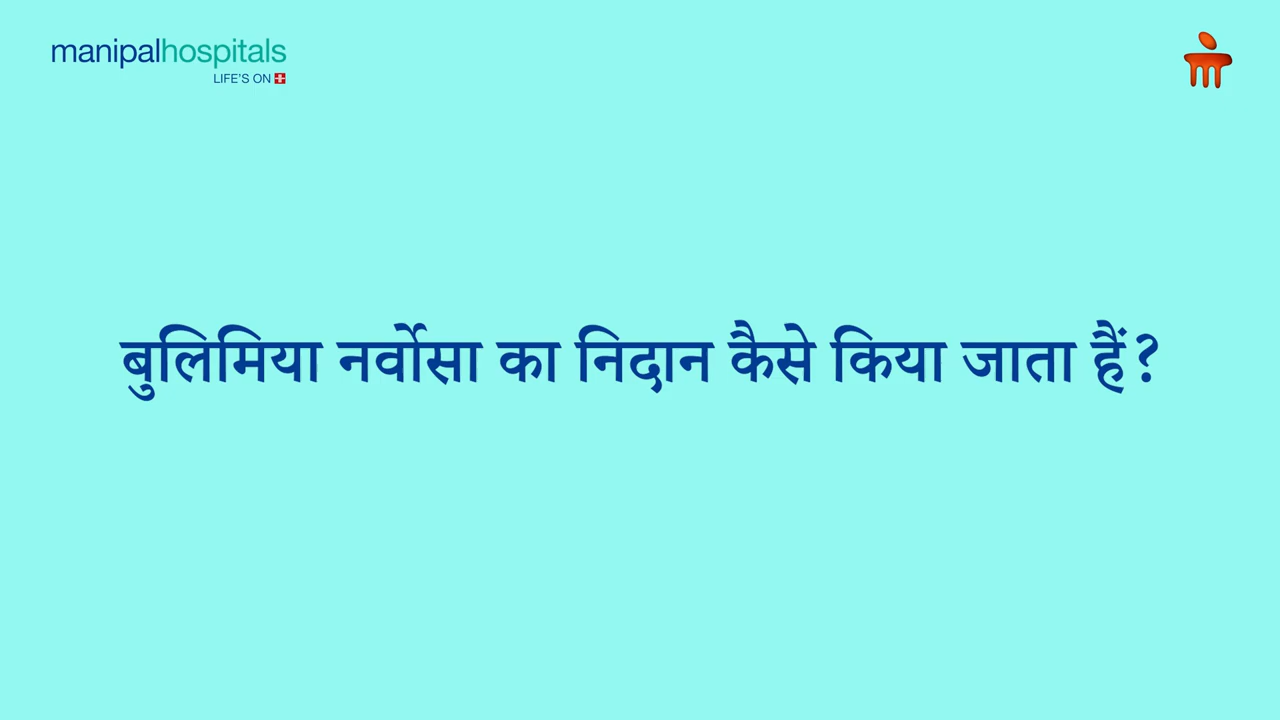 manipalhospitals
LIFE'S ON
बुलिमिया नर्वोसा का निदान कैसे किया जाता हैं?